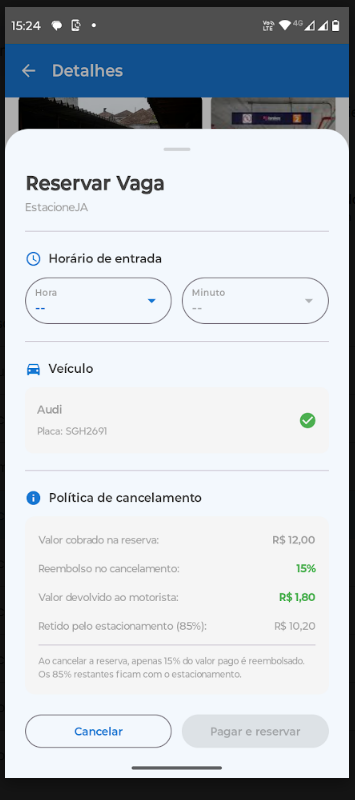 15:24
Vo))
LTE
4G
Detalhes
Reservar Vaga
EstacioneJA
Horário de entrada
Hora
--
Minuto
--
Veículo
Audi
Placa: SGH2691
Política de cancelamento
Valor cobrado na reserva: R$ 12,00
Reembolso no cancelamento: 15%
Valor devolvido ao motorista: R$ 1,80
Retido pelo estacionamento (85%): R$ 10,20
Ao cancelar a reserva, apenas 15% do valor pago é reembolsado.
Os 85% restantes ficam com o estacionamento.
Cancelar
Pagar e reservar